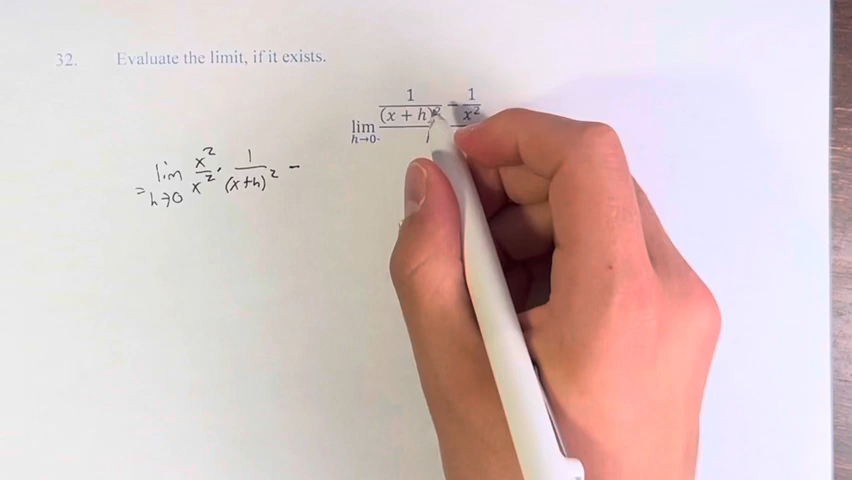 32. Evaluate the limit, if it exists.
1 1
(x + h)² − x²
lim
h→0
x² 1
= lim x² · (x+h)² −
h→0